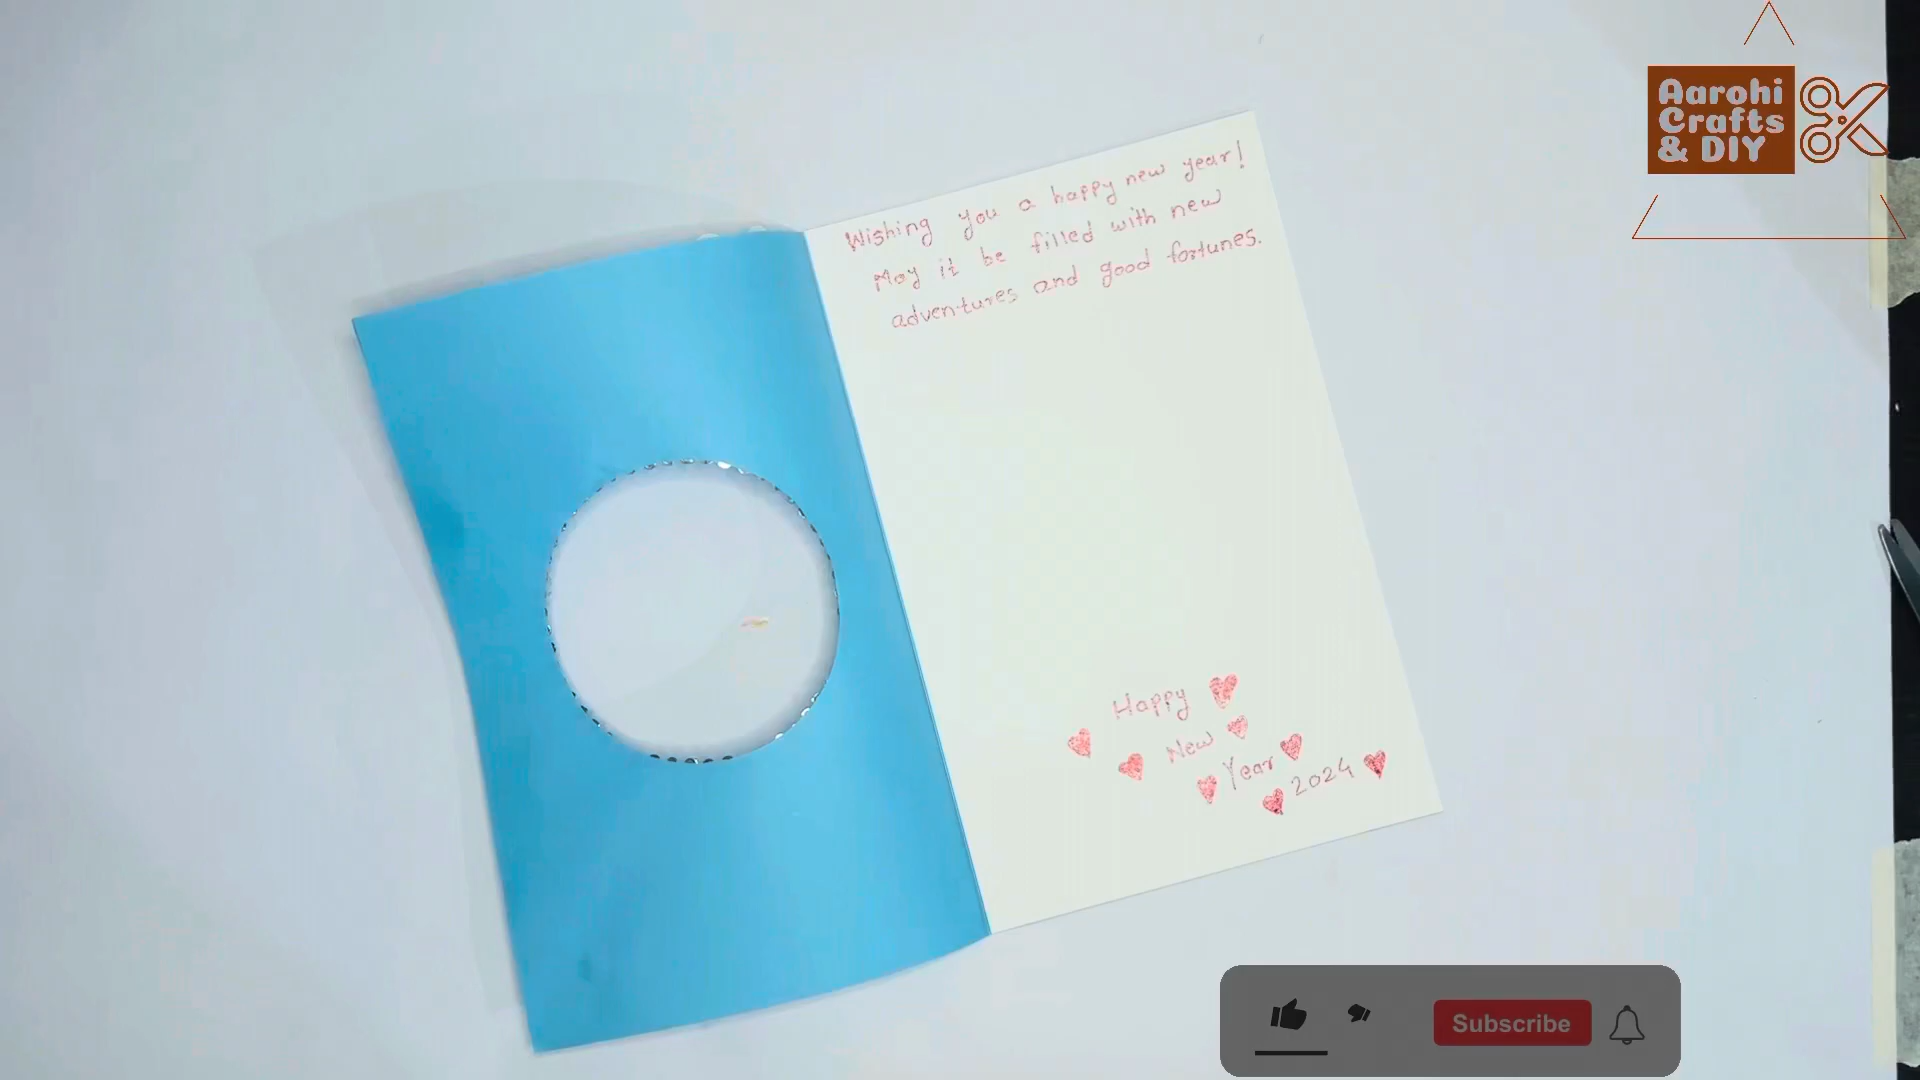 Aarohi
Crafts
& DIY
Wishing you a happy new year!
May it be filled with new
adventures and good fortunes.
Happy
New
Year
2024
Subscribe